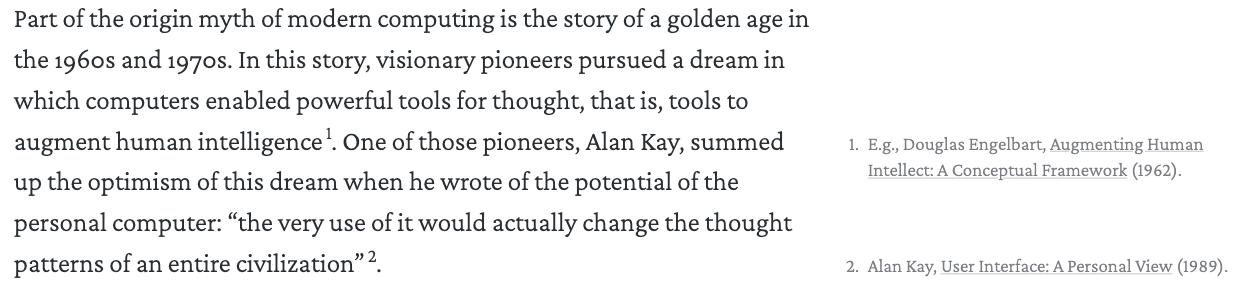 Part of the origin myth of modern computing is the story of a golden age in
the 1960s and 1970s. In this story, visionary pioneers pursued a dream in
which computers enabled powerful tools for thought, that is, tools to
augment human intelligence 1. One of those pioneers, Alan Kay, summed
up the optimism of this dream when he wrote of the potential of the
personal computer: “the very use of it would actually change the thought
patterns of an entire civilization” 2.
1. E.g., Douglas Engelbart, Augmenting Human
Intellect: A Conceptual Framework (1962).
2. Alan Kay, User Interface: A Personal View (1989).